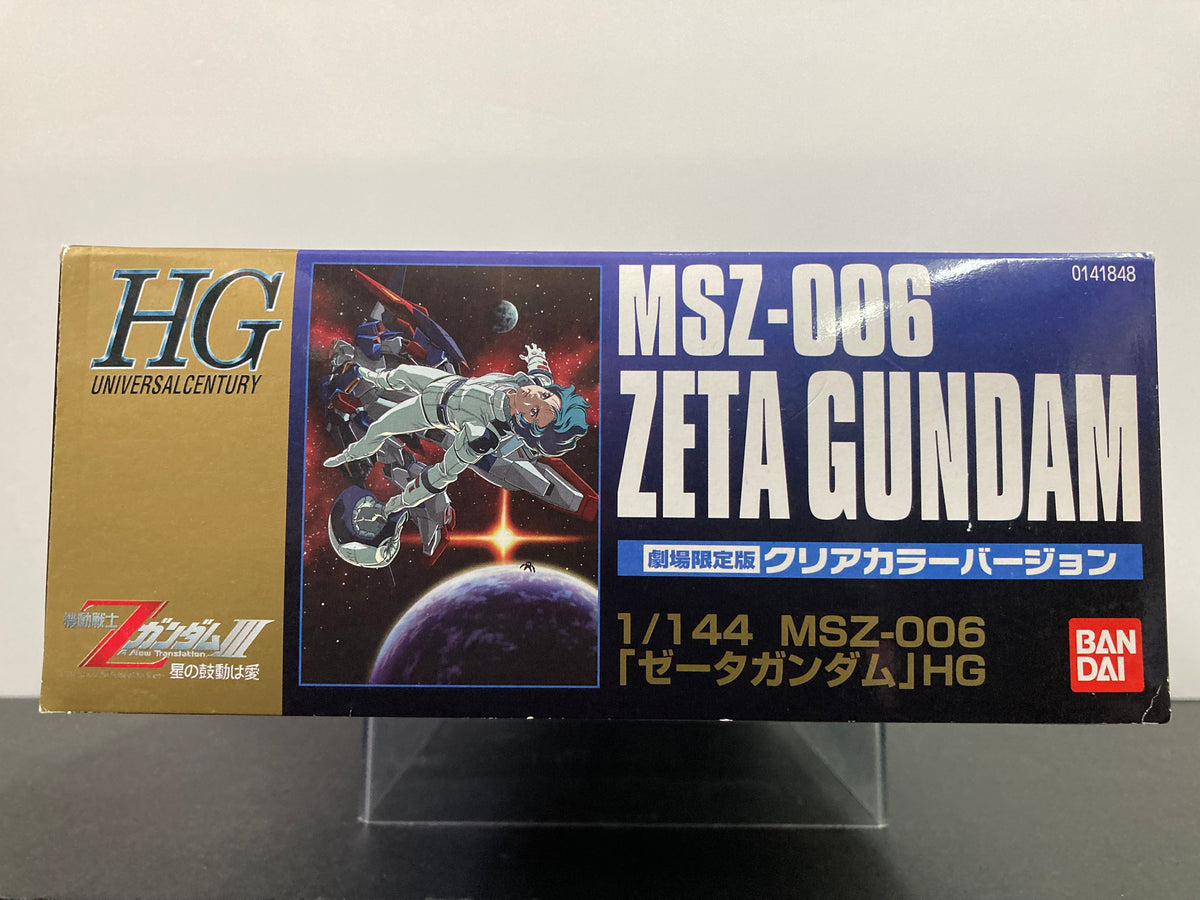 HG
UNIVERSALCENTURY
機動戦士
Zガンダム III
A New Translation
星の鼓動は愛
MSZ-006
0141848
ZETA GUNDAM
劇場限定版 クリアカラーバージョン
1/144 MSZ-006
「ゼータガンダム」HG
BAN
DAI